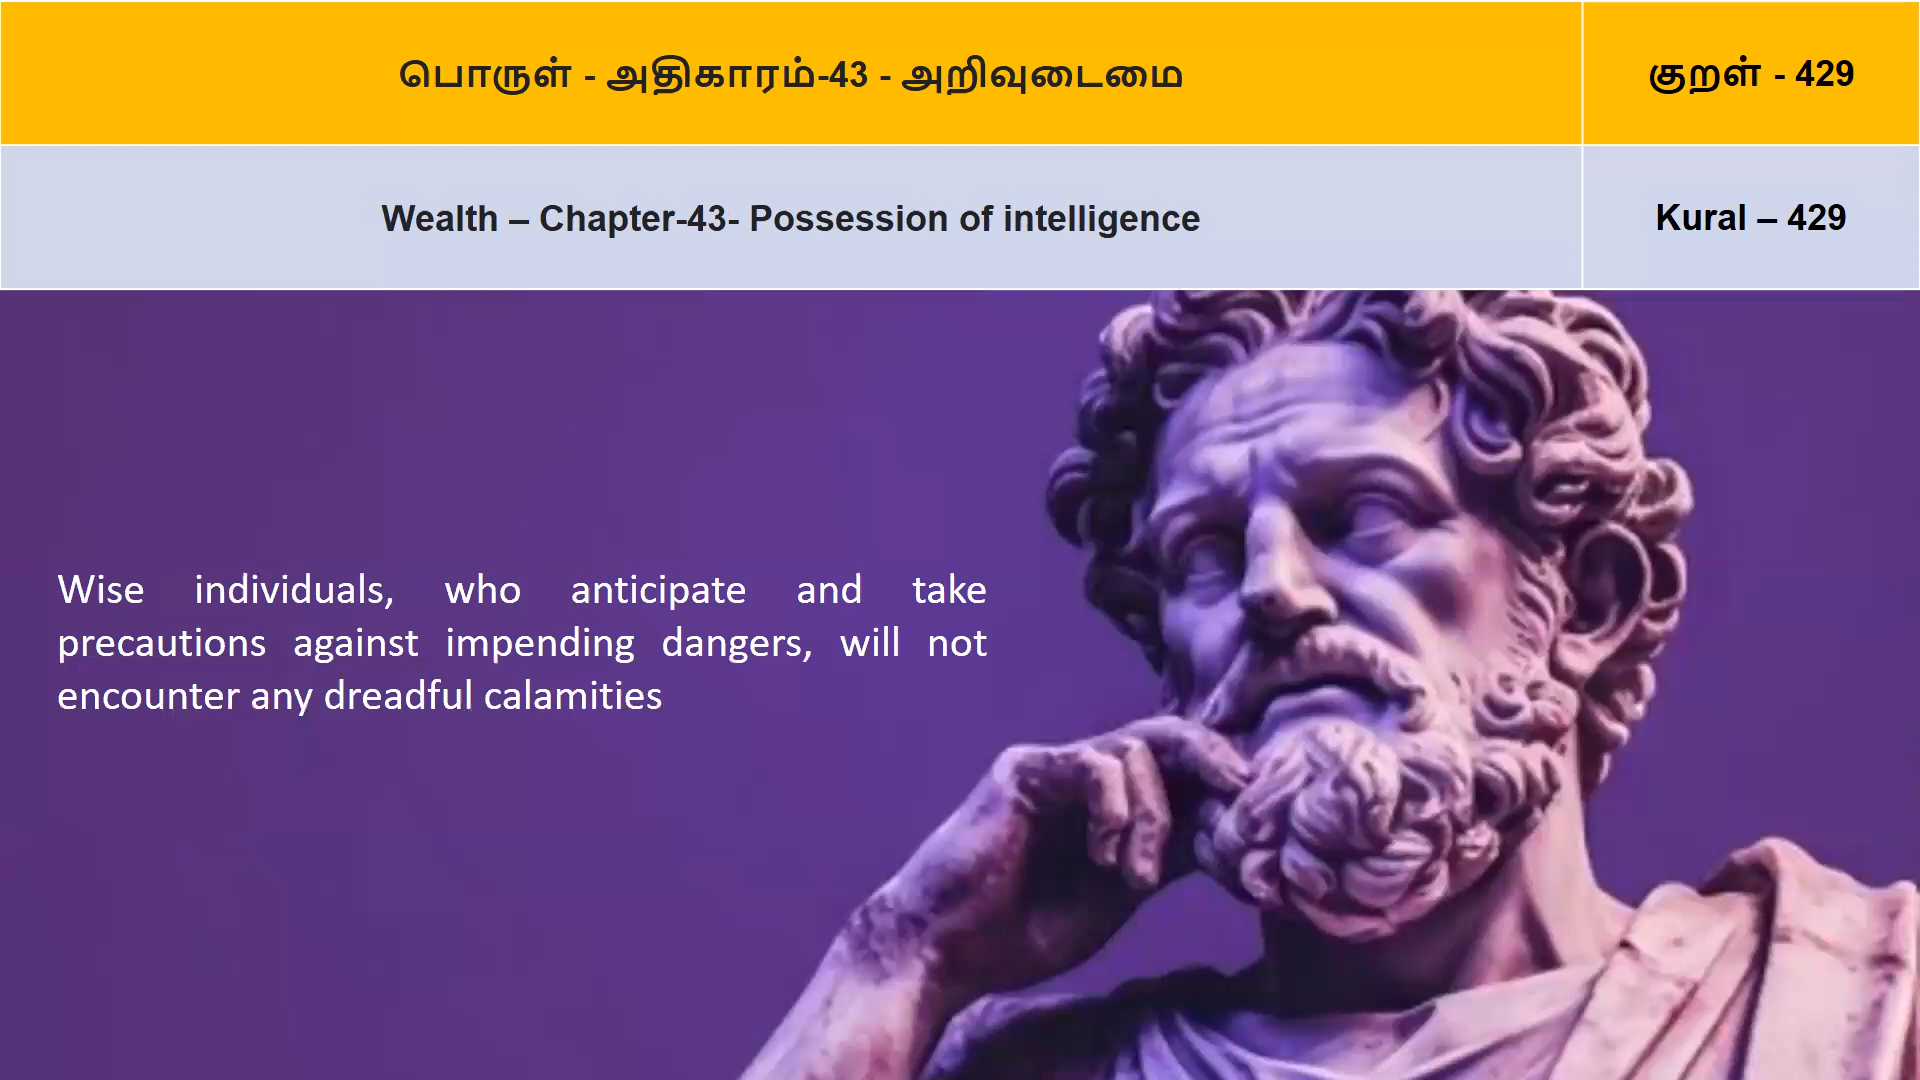 பொருள் - அதிகாரம்-43 - அறிவுடைமை
குறள் - 429
Wealth – Chapter-43- Possession of intelligence
Kural – 429
Wise individuals, who anticipate and take
precautions against impending dangers, will not
encounter any dreadful calamities